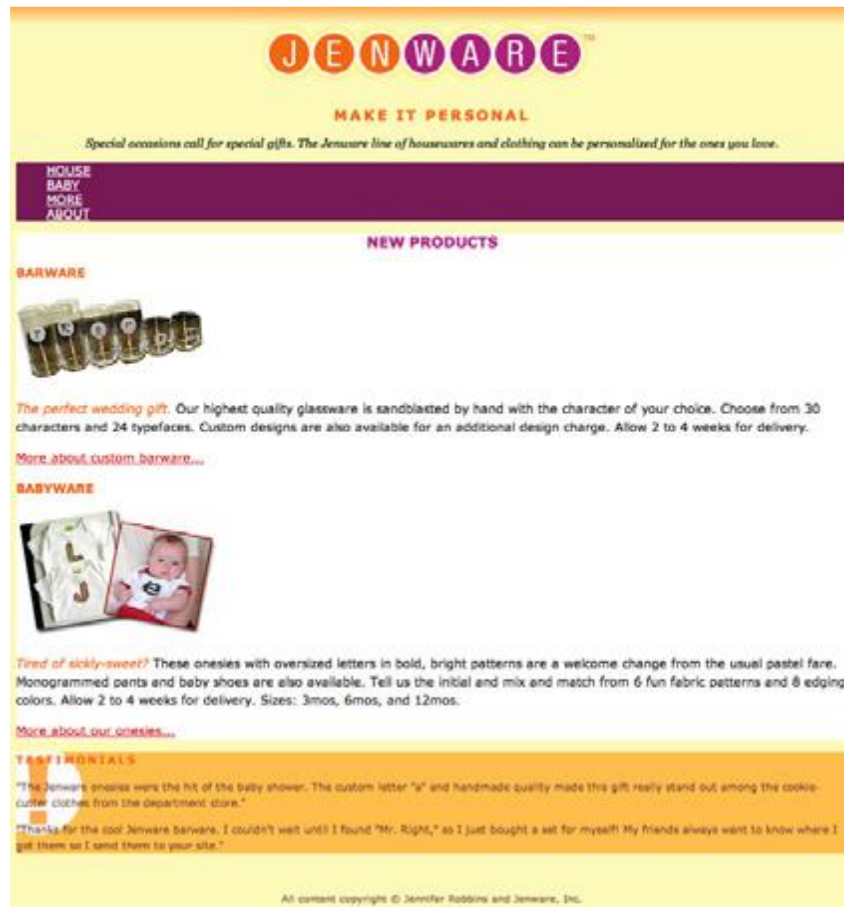 JENWARE™
MAKE IT PERSONAL
Special occasions call for special gifts. The Jenware line of housewares and clothing can be personalized for the ones you love.
HOUSE
BABY
MORE
ABOUT
NEW PRODUCTS
BARWARE
The perfect wedding gift. Our highest quality glassware is sandblasted by hand with the character of your choice. Choose from 30
characters and 24 typefaces. Custom designs are also available for an additional design charge. Allow 2 to 4 weeks for delivery.
More about custom barware...
BABYWARE
L
J
a
Tired of sickly-sweet? These onesies with oversized letters in bold, bright patterns are a welcome change from the usual pastel fare.
Monogrammed pants and baby shoes are also available. Tell us the initial and mix and match from 6 fun fabric patterns and 8 edging
colors. Allow 2 to 4 weeks for delivery. Sizes: 3mos, 6mos, and 12mos.
More about our onesies...
TESTIMONIALS
"The Jenware onesies were the hit of the baby shower. The custom letter "a" and handmade quality made this gift really stand out among the cookie-
cutter clothes from the department store."
"Thanks for the cool Jenware barware. I couldn't wait until I found "Mr. Right," so I just bought a set for myself! My friends always want to know where I
got them so I send them to your site."
All content copyright © Jennifer Robbins and Jenware, Inc.